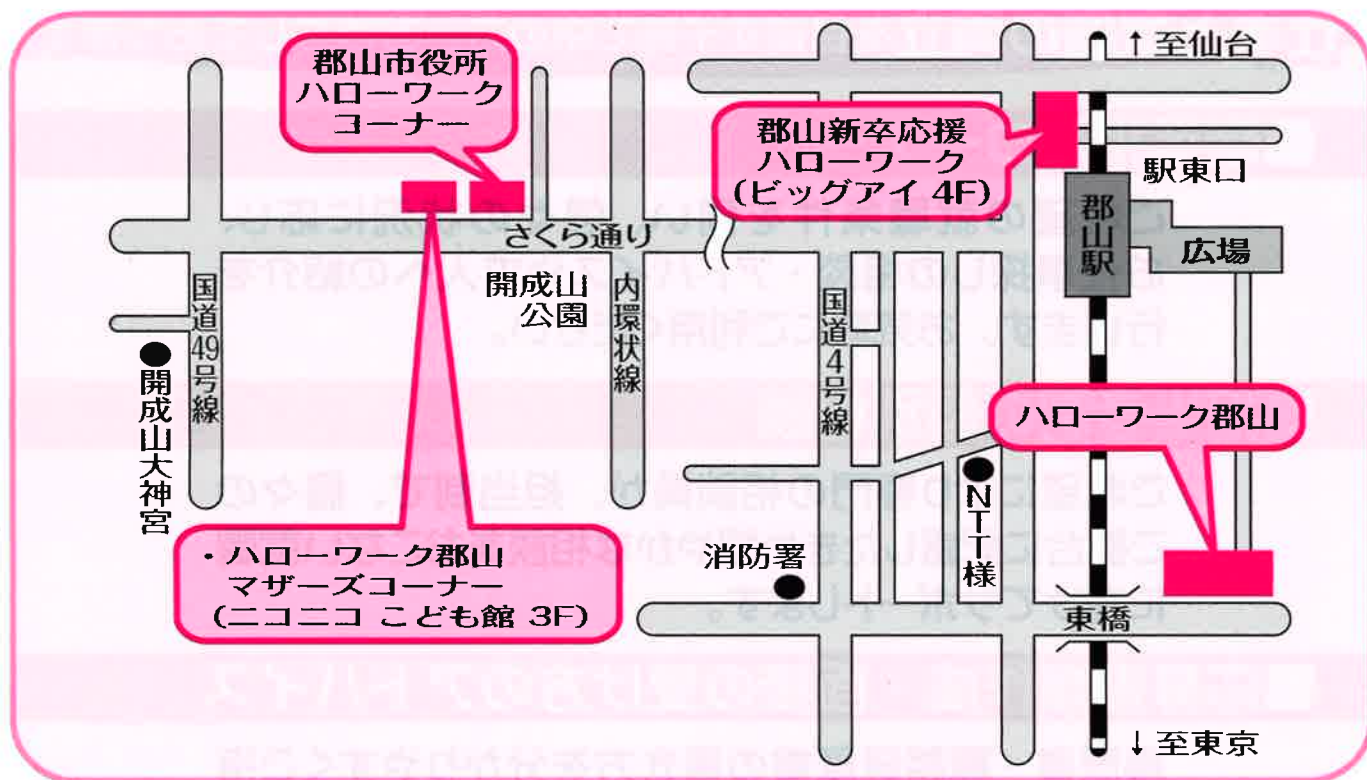 郡山市役所
ハローワーク
コーナー
↑至仙台
郡山新卒応援
ハローワーク
(ビッグアイ 4F)
駅東口
郡山駅
広場
さくら通り
開成山
公園
国道49号線
内環状線
国道4号線
開成山大神宮
ハローワーク郡山
NTT様
・ハローワーク郡山
マザーズコーナー
(ニコニコ こども館 3F)
消防署
東橋
↓至東京